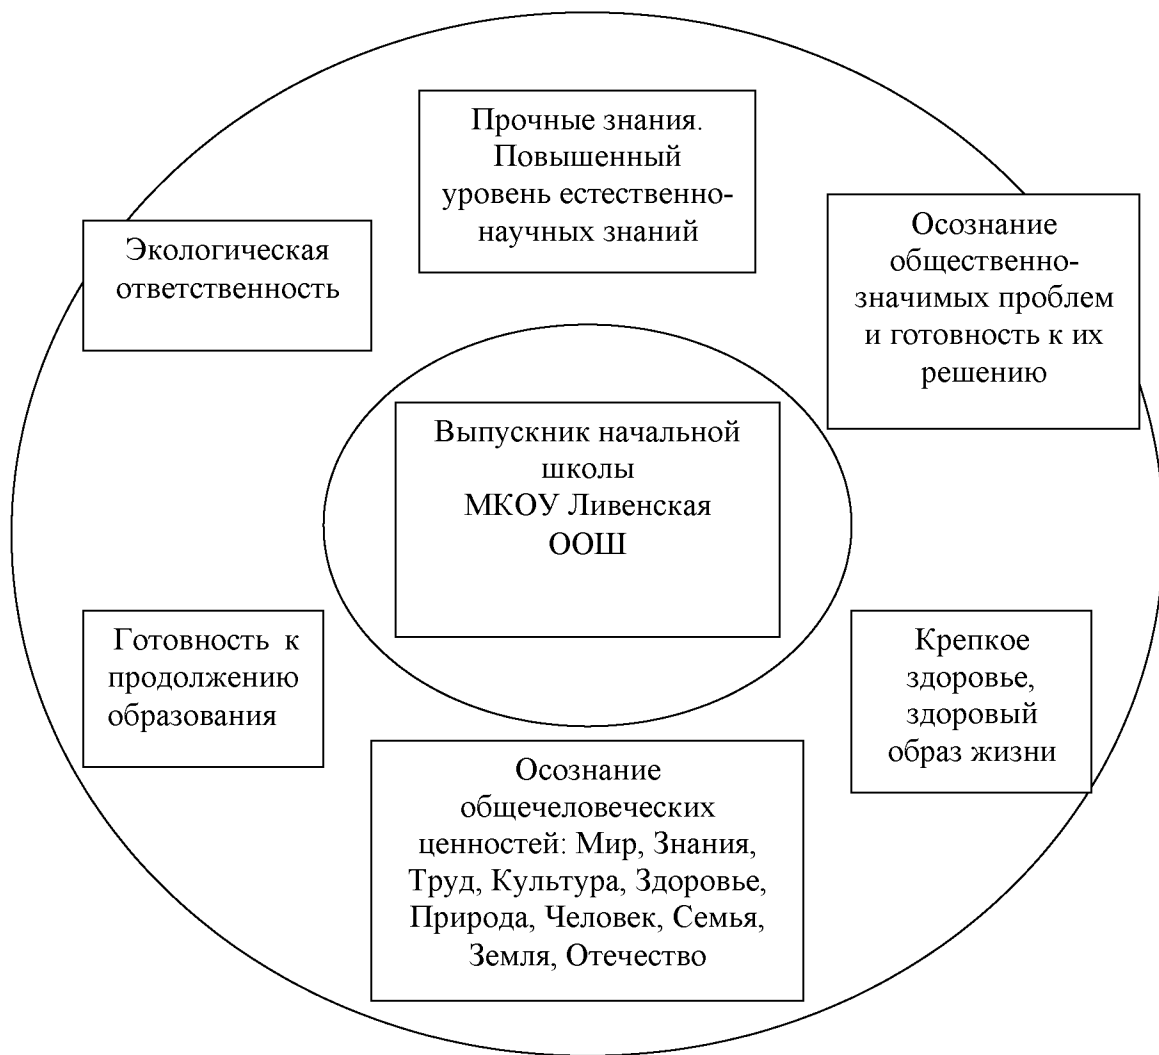 Прочные знания.
Повышенный
уровень естественно-
научных знаний
Экологическая
ответственность
Осознание
общественно-
значимых проблем
и готовность к их
решению
Выпускник начальной
школы
МКОУ Ливенская
ООШ
Готовность к
продолжению
образования
Крепкое
здоровье,
здоровый
образ жизни
Осознание
общечеловеческих
ценностей: Мир, Знания,
Труд, Культура, Здоровье,
Природа, Человек, Семья,
Земля, Отечество